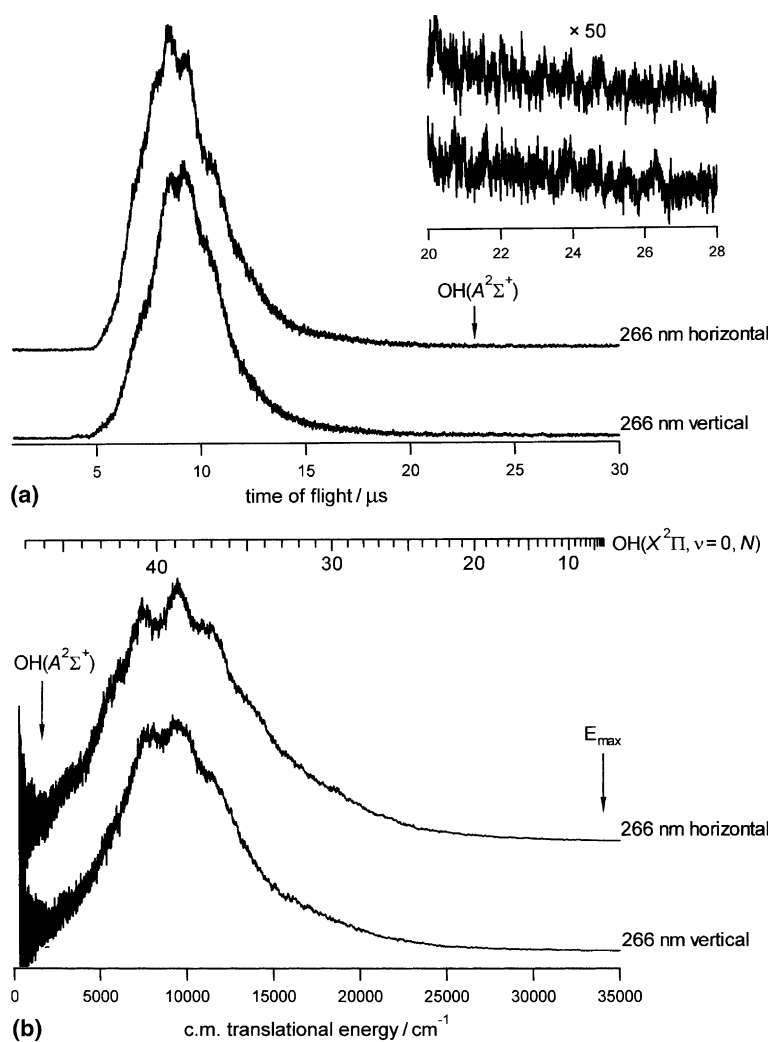 × 50
20 22 24 26 28
OH(A²Σ⁺)
266 nm horizontal
266 nm vertical
5 10 15 20 25 30
(a)
time of flight / μs
OH(X²Π, ν=0, N)
40 30 20 10
OH(A²Σ⁺)
E_max
266 nm horizontal
266 nm vertical
0 5000 10000 15000 20000 25000 30000 35000
(b)
c.m. translational energy / cm⁻¹